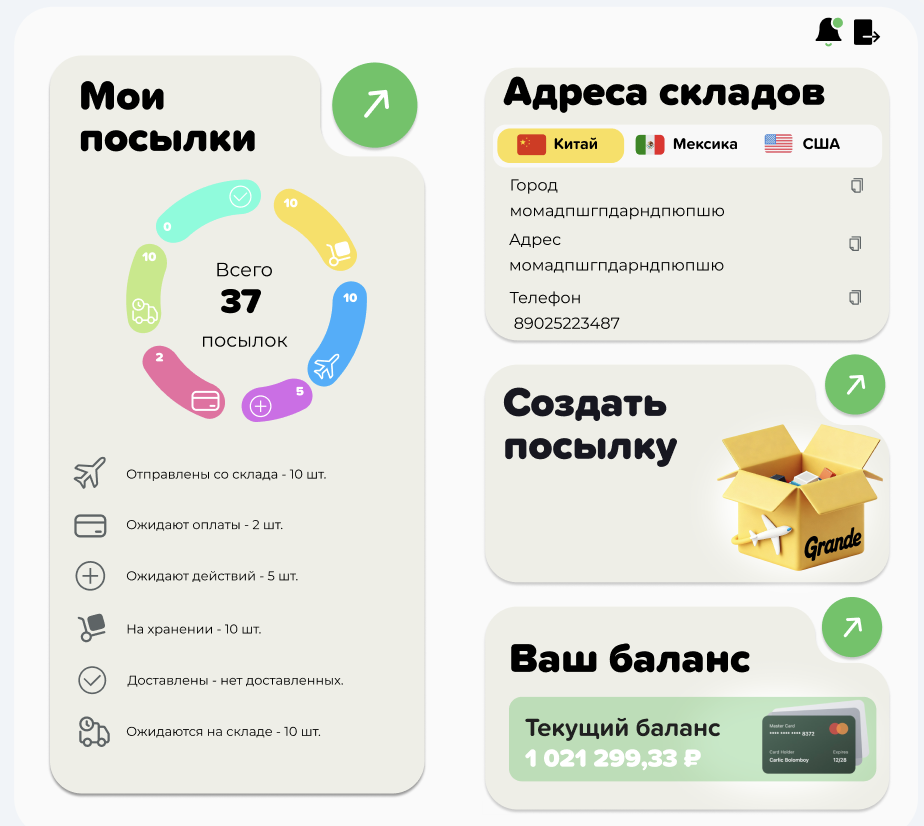 Мои
посылки
0
10
10
10
2
5
Всего
37
посылок
Отправлены со склада - 10 шт.
Ожидают оплаты - 2 шт.
Ожидают действий - 5 шт.
На хранении - 10 шт.
Доставлены - нет доставленных.
Ожидаются на складе - 10 шт.
Адреса складов
Китай Мексика США
Город
момадпшгпдарндпюпшю
Адрес
момадпшгпдарндпюпшю
Телефон
89025223487
Создать
посылку
Grande
Ваш баланс
Текущий баланс
1 021 299,33 ₽
Master Card
**** **** **** 8372
Card Holder Expires
Carlic Bolomboy 12/28